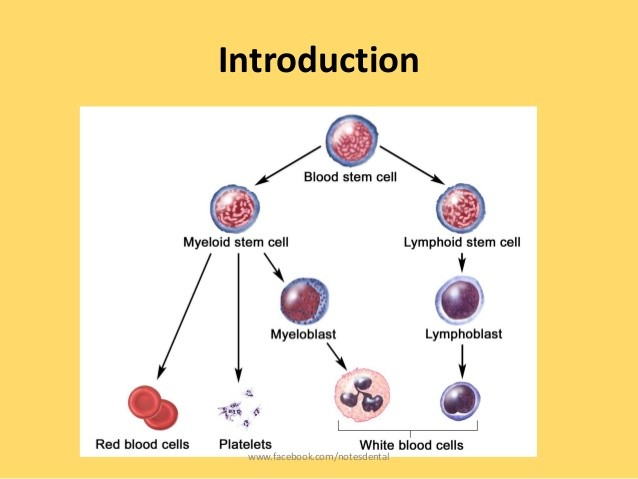 Introduction
Blood stem cell
Myeloid stem cell
Lymphoid stem cell
Myeloblast
Lymphoblast
Red blood cells
Platelets
White blood cells
www.facebook.com/notesdental